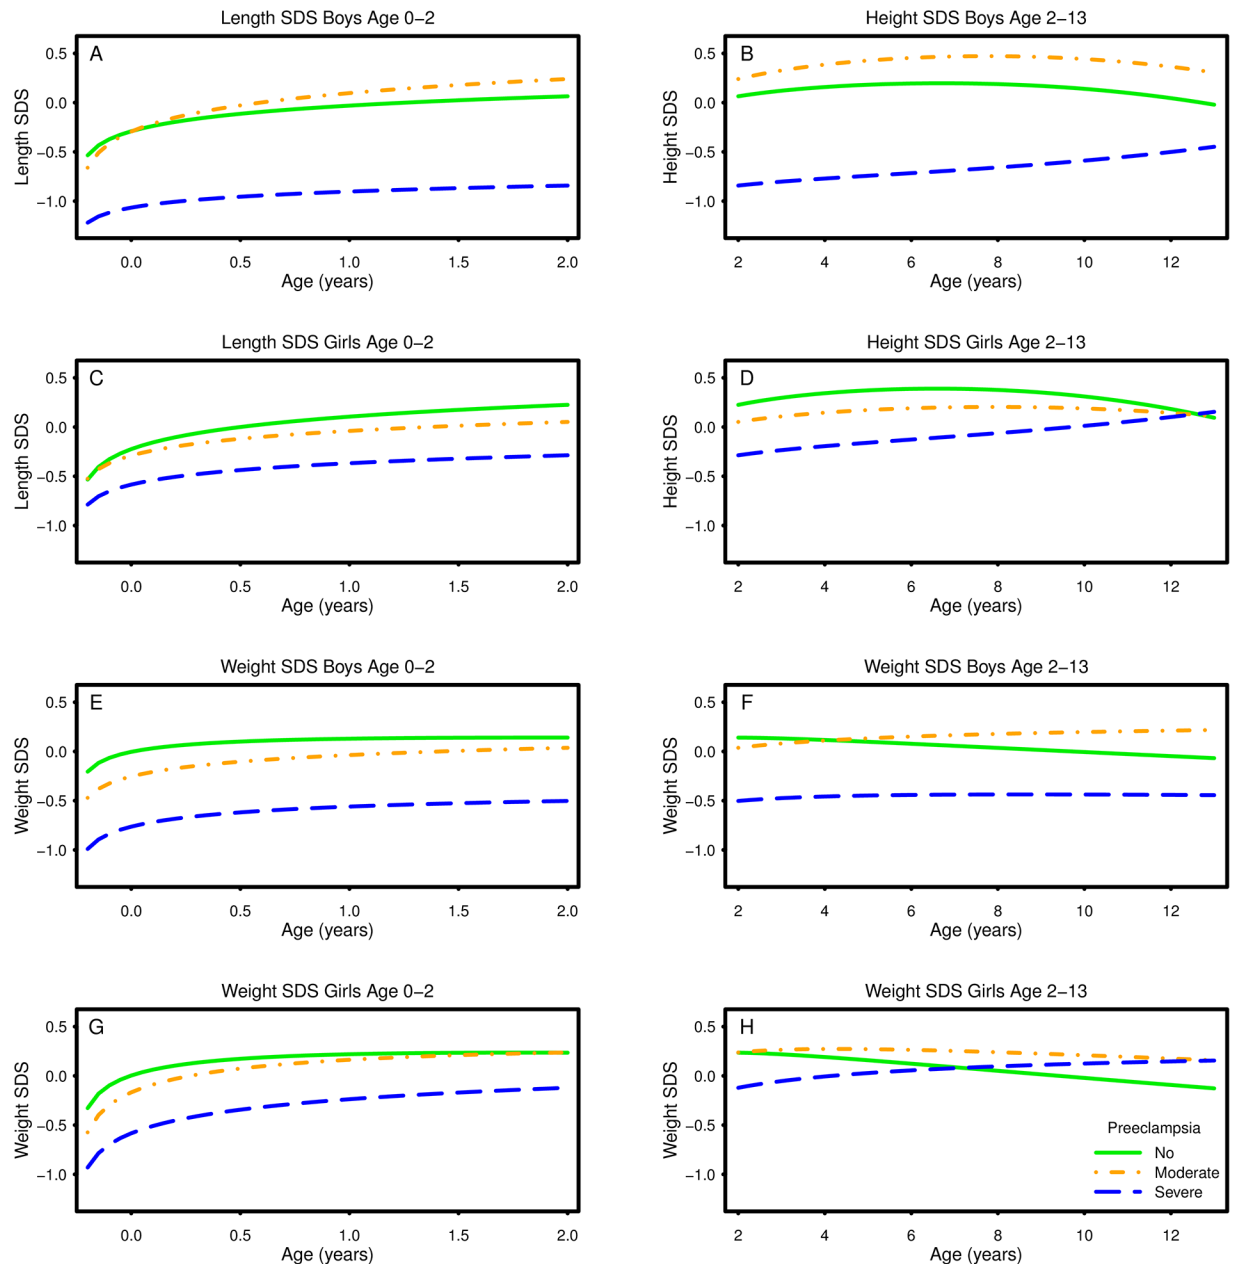 Length SDS Boys Age 0−2
A
0.5
0.0
−0.5
−1.0
Length SDS
0.0 0.5 1.0 1.5 2.0
Age (years)
Height SDS Boys Age 2−13
B
0.5
0.0
−0.5
−1.0
Height SDS
2 4 6 8 10 12
Age (years)
Length SDS Girls Age 0−2
C
0.5
0.0
−0.5
−1.0
Length SDS
0.0 0.5 1.0 1.5 2.0
Age (years)
Height SDS Girls Age 2−13
D
0.5
0.0
−0.5
−1.0
Height SDS
2 4 6 8 10 12
Age (years)
Weight SDS Boys Age 0−2
E
0.5
0.0
−0.5
−1.0
Weight SDS
0.0 0.5 1.0 1.5 2.0
Age (years)
Weight SDS Boys Age 2−13
F
0.5
0.0
−0.5
−1.0
Weight SDS
2 4 6 8 10 12
Age (years)
Weight SDS Girls Age 0−2
G
0.5
0.0
−0.5
−1.0
Weight SDS
0.0 0.5 1.0 1.5 2.0
Age (years)
Weight SDS Girls Age 2−13
H
0.5
0.0
−0.5
−1.0
Weight SDS
Preeclampsia
No
Moderate
Severe
2 4 6 8 10 12
Age (years)